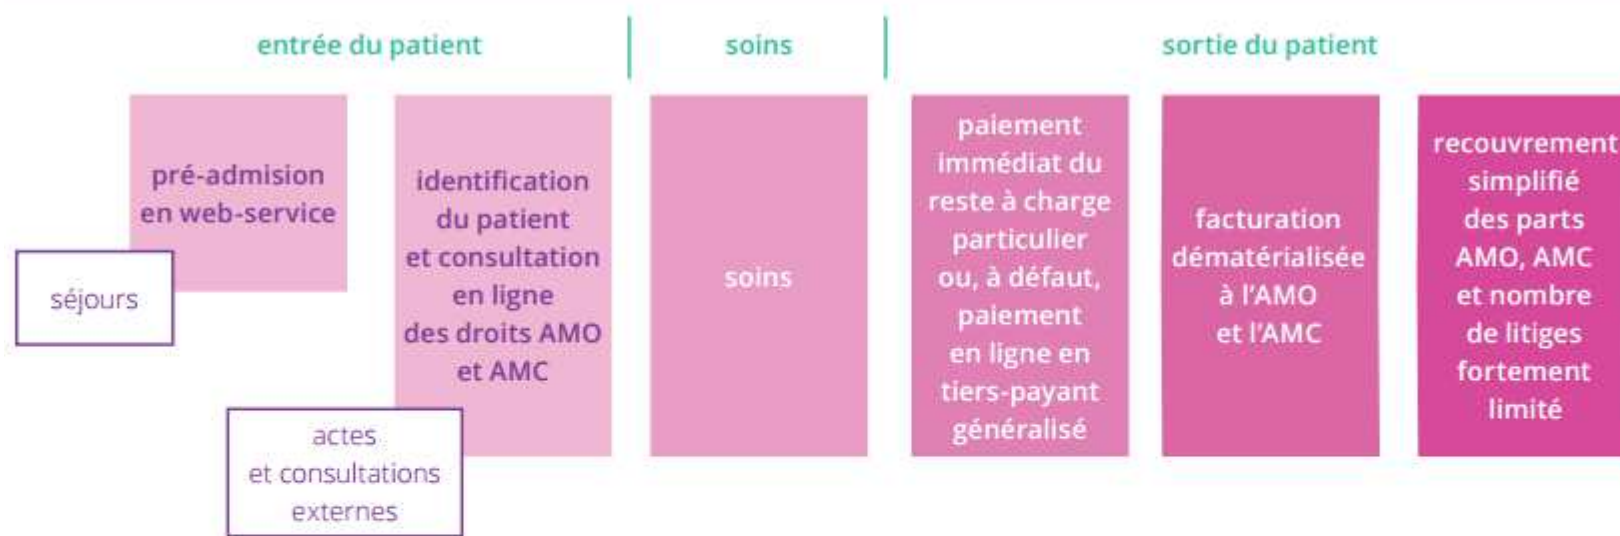 entrée du patient
soins
sortie du patient
pré-admision
en web-service
séjours
identification
du patient
et consultation
en ligne
des droits AMO
et AMC
actes
et consultations
externes
soins
paiement
immédiat du
reste à charge
particulier
ou, à défaut,
paiement
en ligne en
tiers-payant
généralisé
facturation
dématérialisée
à l'AMO
et l'AMC
recouvrement
simplifié
des parts
AMO, AMC
et nombre
de litiges
fortement
limité